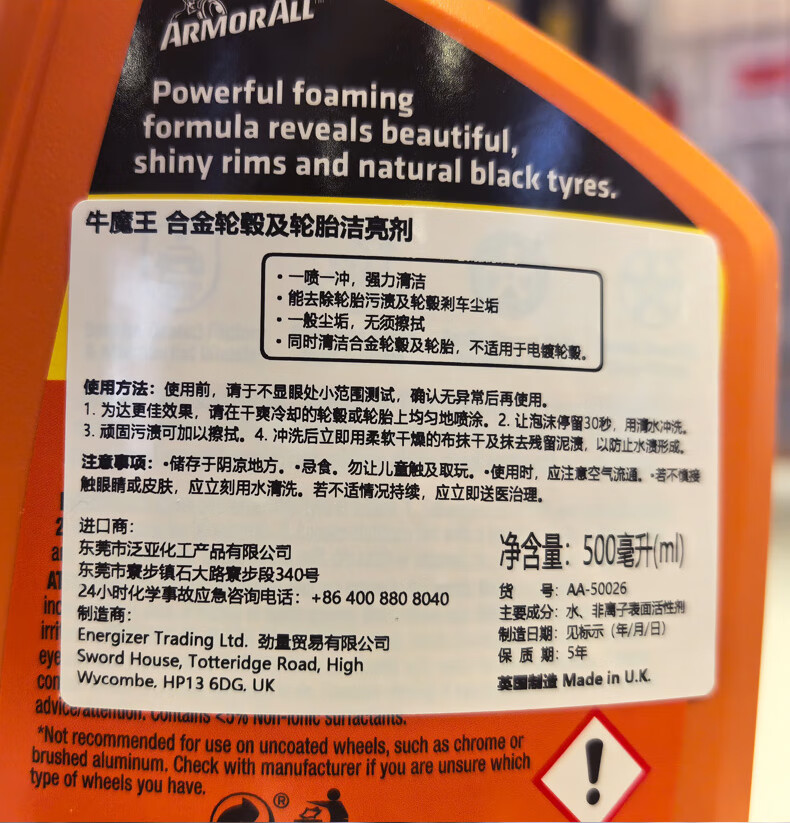 ARMORALL™
Powerful foaming
formula reveals beautiful,
shiny rims and natural black tyres.
牛魔王 合金轮毂及轮胎洁亮剂
•一喷一冲，强力清洁
•能去除轮胎污渍及轮毂刹车尘垢
•一般尘垢，无须擦拭
•同时清洁合金轮毂及轮胎，不适用于电镀轮毂。
使用方法：使用前，请于不显眼处小范围测试，确认无异常后再使用。
1. 为达更佳效果，请在干爽冷却的轮毂或轮胎上均匀地喷涂。2. 让泡沫停留30秒，用清水冲洗。
3. 顽固污渍可加以擦拭。4. 冲洗后立即用柔软干燥的布抹干及抹去残留泥渍，以防止水渍形成。
注意事项：•储存于阴凉地方。•忌食。勿让儿童触及取玩。•使用时，应注意空气流通。•若不慎接
触眼睛或皮肤，应立刻用水清洗。若不适情况持续，应立即送医治理。
进口商：
东莞市泛亚化工产品有限公司
东莞市寮步镇石大路寮步段340号
24小时化学事故应急咨询电话：+86 400 880 8040
制造商：
Energizer Trading Ltd. 劲量贸易有限公司
Sword House, Totteridge Road, High
Wycombe, HP13 6DG, UK
净含量：500毫升(ml)
货 号：AA-50026
主要成分：水、非离子表面活性剂
制造日期：见标示（年/月/日）
保 质 期：5年
英国制造 Made in U.K.
advice/attention. Contains <5% Non-ionic surfactants.
*Not recommended for use on uncoated wheels, such as chrome or
brushed aluminum. Check with manufacturer if you are unsure which
type of wheels you have.
®